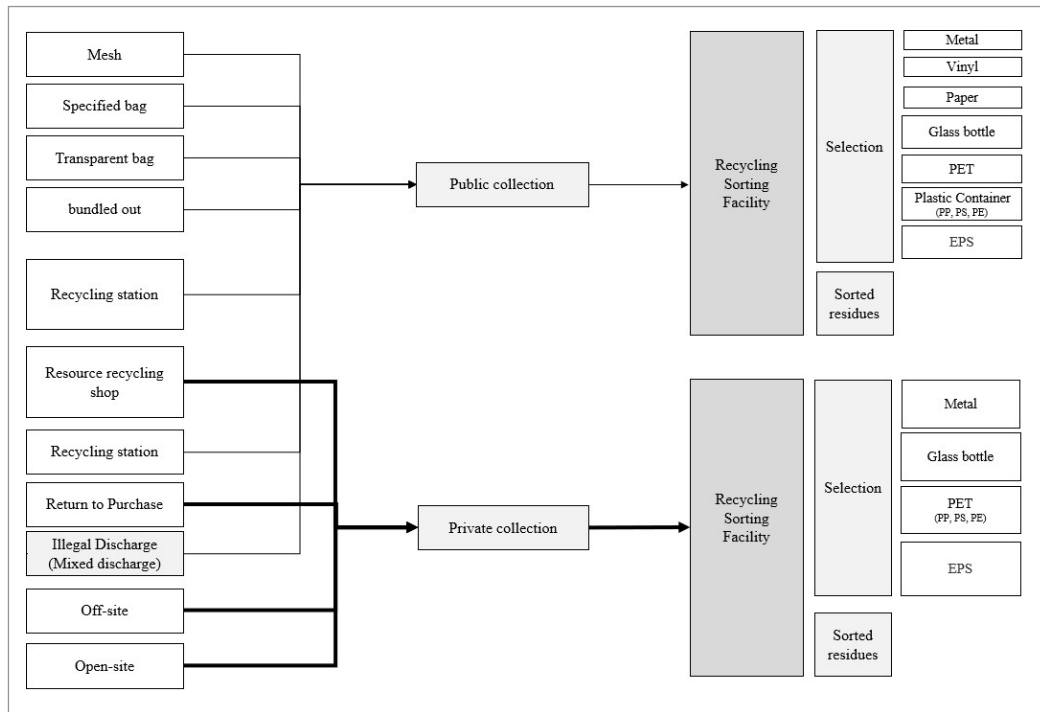 Mesh
Specified bag
Transparent bag
bundled out
Recycling station
Resource recycling
shop
Recycling station
Return to Purchase
Illegal Discharge
(Mixed discharge)
Off-site
Open-site
Public collection
Private collection
Recycling
Sorting
Facility
Selection
Sorted
residues
Metal
Vinyl
Paper
Glass bottle
PET
Plastic Container
(PP, PS, PE)
EPS
Recycling
Sorting
Facility
Selection
Sorted
residues
Metal
Glass bottle
PET
(PP, PS, PE)
EPS